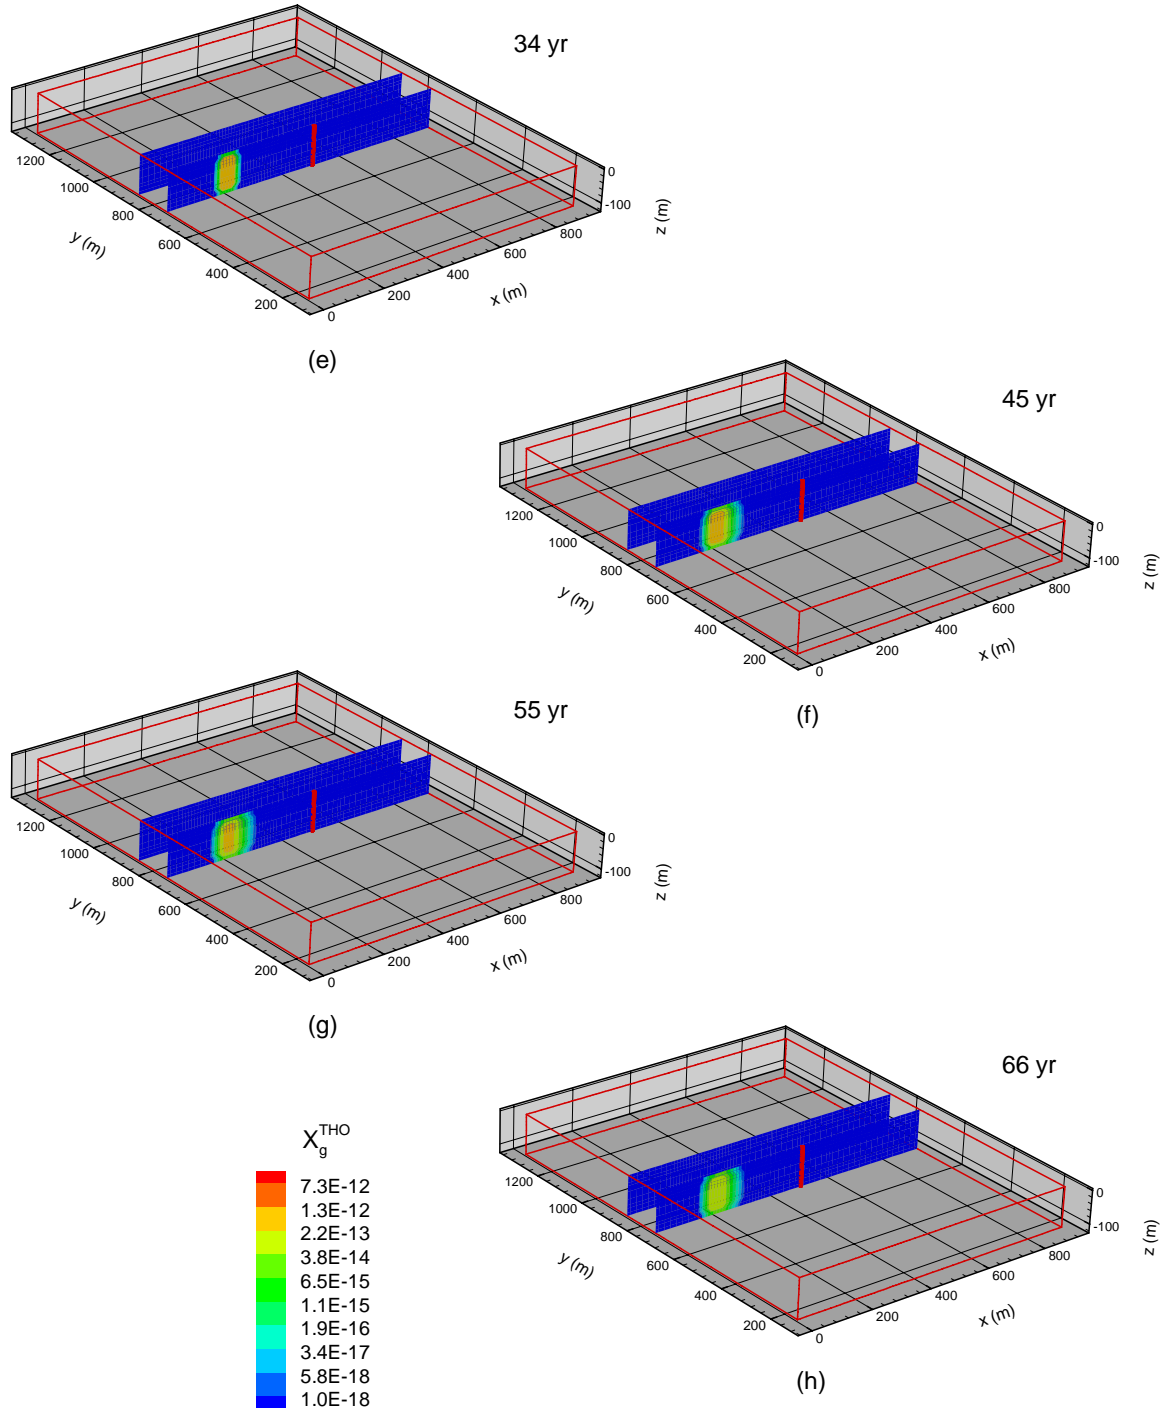 34 yr
0
-100
z (m)
1200
1000
800
600
400
200
y (m)
0
200
400
600
800
x (m)
(e)
45 yr
0
-100
z (m)
1200
1000
800
600
400
200
y (m)
0
200
400
600
800
x (m)
(f)
55 yr
0
-100
z (m)
1200
1000
800
600
400
200
y (m)
0
200
400
600
800
x (m)
(g)
66 yr
0
-100
z (m)
1200
1000
800
600
400
200
y (m)
0
200
400
600
800
x (m)
(h)
X_g^THO
7.3E-12
1.3E-12
2.2E-13
3.8E-14
6.5E-15
1.1E-15
1.9E-16
3.4E-17
5.8E-18
1.0E-18